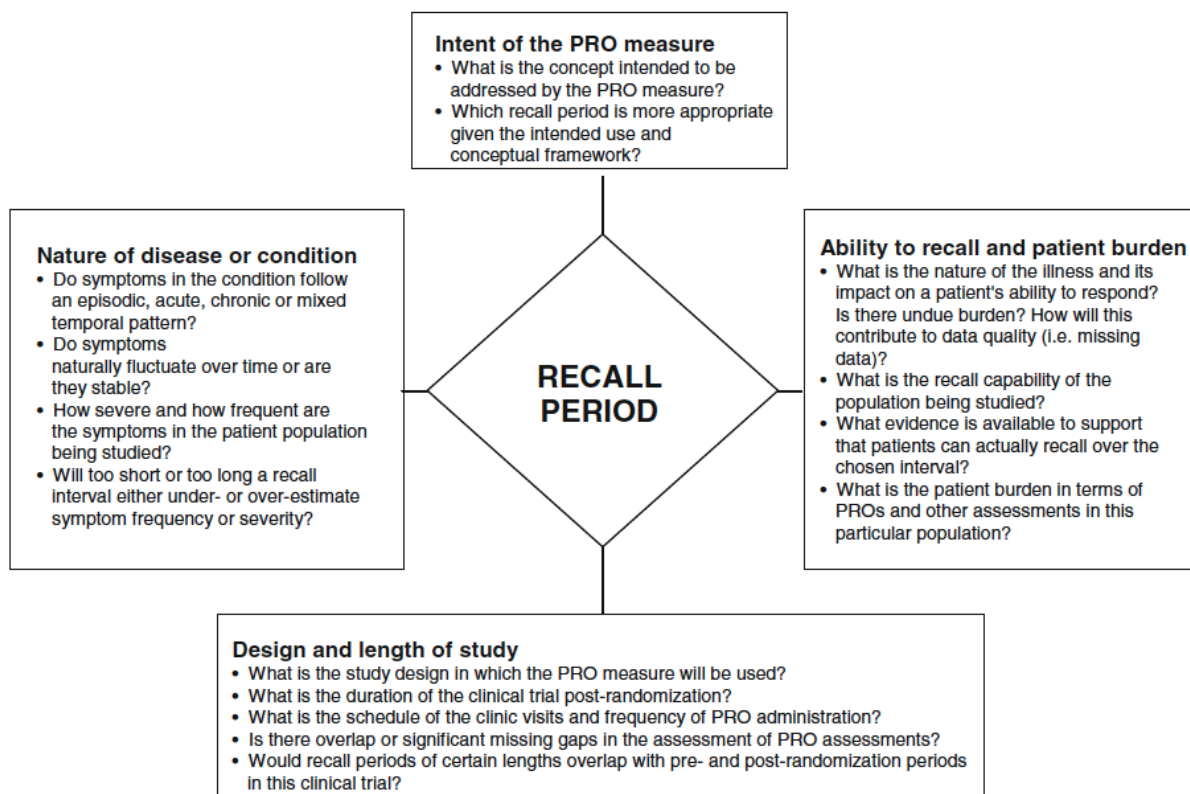 Intent of the PRO measure
• What is the concept intended to be
addressed by the PRO measure?
• Which recall period is more appropriate
given the intended use and
conceptual framework?
Nature of disease or condition
• Do symptoms in the condition follow
an episodic, acute, chronic or mixed
temporal pattern?
• Do symptoms
naturally fluctuate over time or are
they stable?
• How severe and how frequent are
the symptoms in the patient population
being studied?
• Will too short or too long a recall
interval either under- or over-estimate
symptom frequency or severity?
RECALL
PERIOD
Ability to recall and patient burden
• What is the nature of the illness and its
impact on a patient's ability to respond?
Is there undue burden? How will this
contribute to data quality (i.e. missing
data)?
• What is the recall capability of the
population being studied?
• What evidence is available to support
that patients can actually recall over the
chosen interval?
• What is the patient burden in terms of
PROs and other assessments in this
particular population?
Design and length of study
• What is the study design in which the PRO measure will be used?
• What is the duration of the clinical trial post-randomization?
• What is the schedule of the clinic visits and frequency of PRO administration?
• Is there overlap or significant missing gaps in the assessment of PRO assessments?
• Would recall periods of certain lengths overlap with pre- and post-randomization periods
in this clinical trial?